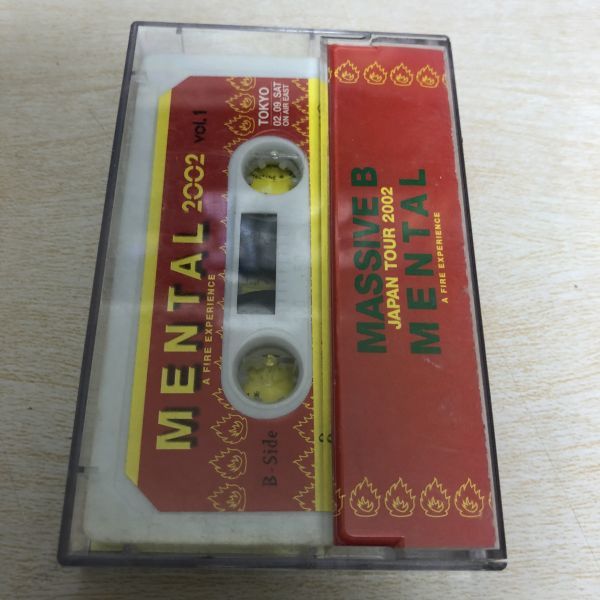 MENTAL 2002 vol.1
A FIRE EXPERIENCE
TOKYO
02.09 SAT
ON AIR EAST
B-Side
MASSIVE B
JAPAN TOUR 2002
MENTAL
A FIRE EXPERIENCE